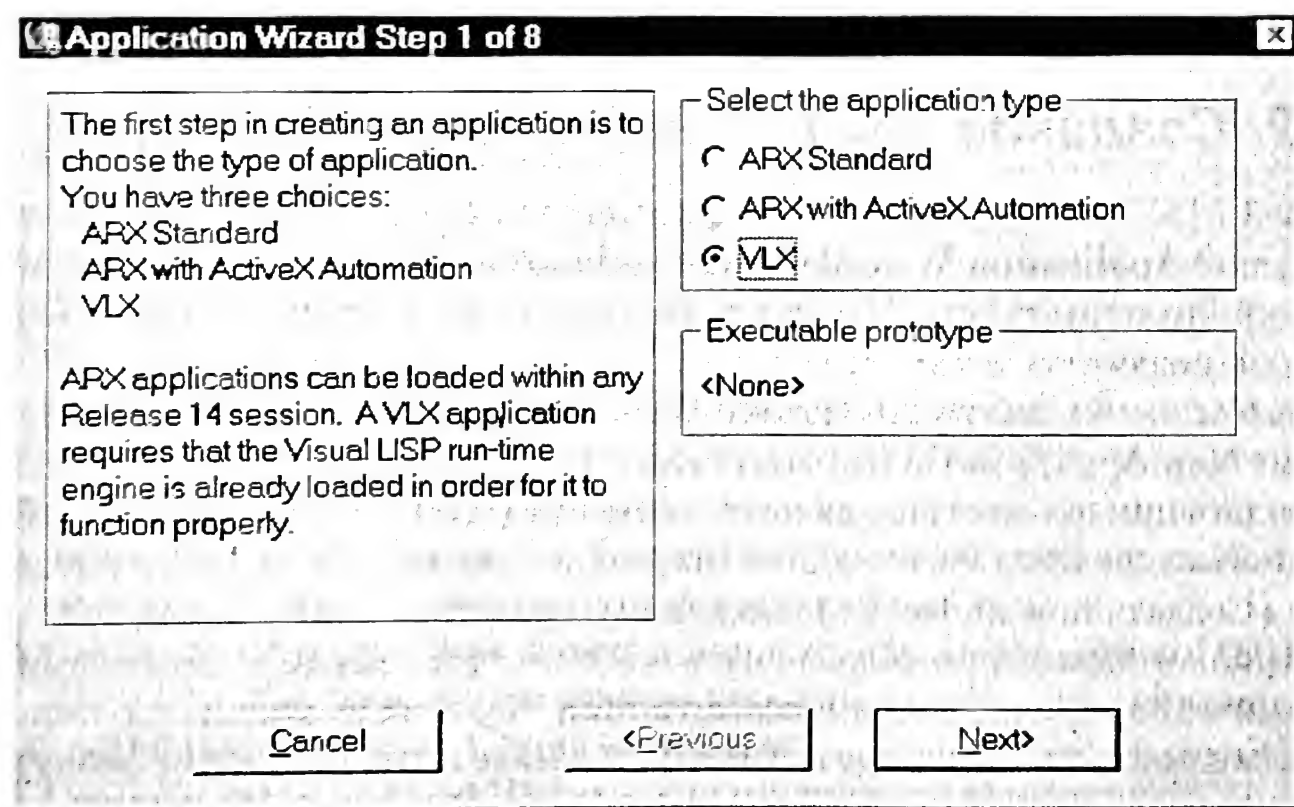 Application Wizard Step 1 of 8
The first step in creating an application is to
choose the type of application.
You have three choices:
ARX Standard
ARX with ActiveX Automation
VLX
ARX applications can be loaded within any
Release 14 session. A VLX application
requires that the Visual LISP run-time
engine is already loaded in order for it to
function properly.
Select the application type
ARX Standard
ARX with ActiveX Automation
VLX
Executable prototype
<None>
Cancel
<Previous
Next>